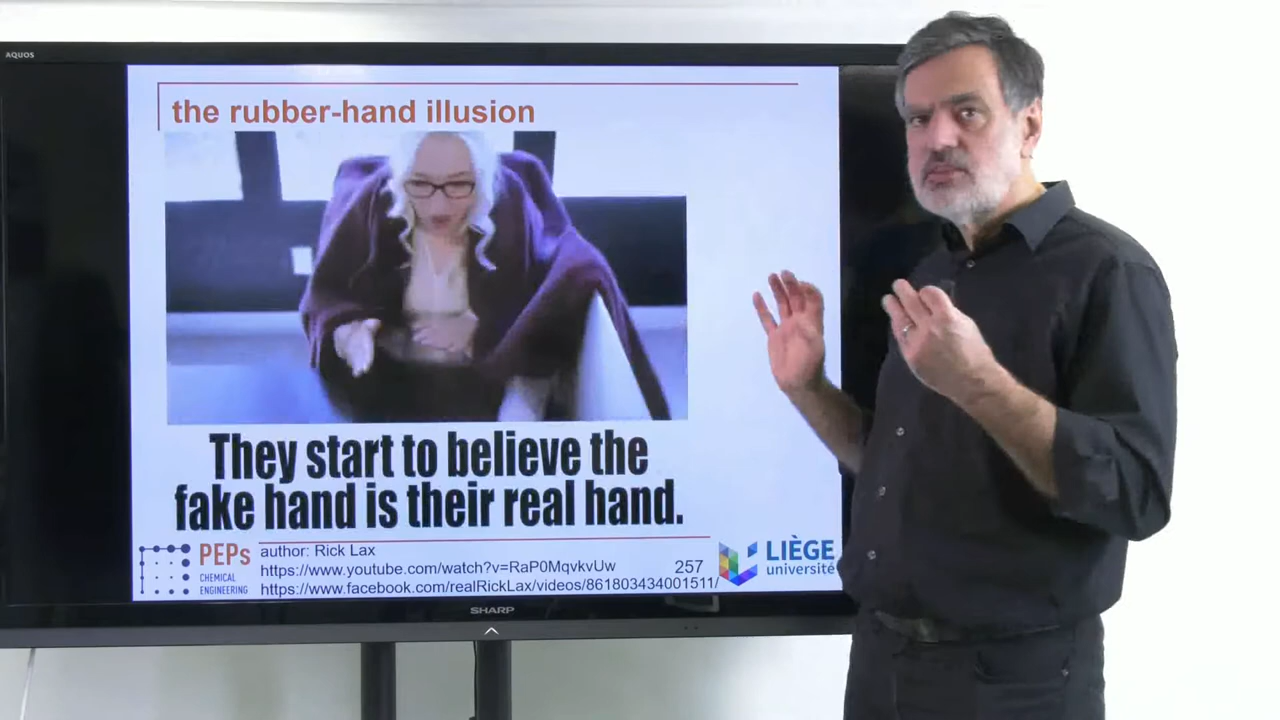 AQUOS
the rubber-hand illusion
They start to believe the
fake hand is their real hand.
PEPs
CHEMICAL
ENGINEERING
author: Rick Lax
https://www.youtube.com/watch?v=RaP0MqvkvUw
257
https://www.facebook.com/realRickLax/videos/861803434001511/
LIÈGE
université
SHARP